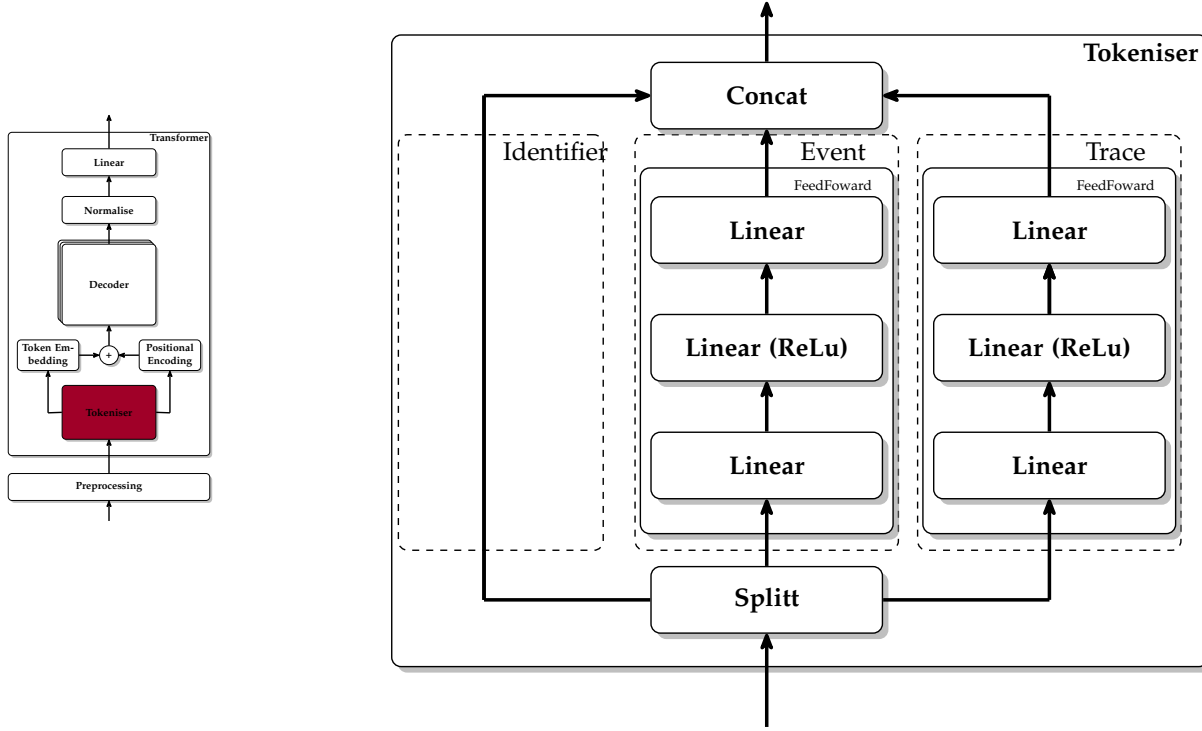 Transformer
Linear
Normalise
Decoder
Token Em-
bedding
+
Positional
Encoding
Tokeniser
Preprocessing
Tokeniser
Concat
Identifier
Event
Trace
FeedFoward
FeedFoward
Linear
Linear
Linear (ReLu)
Linear (ReLu)
Linear
Linear
Splitt